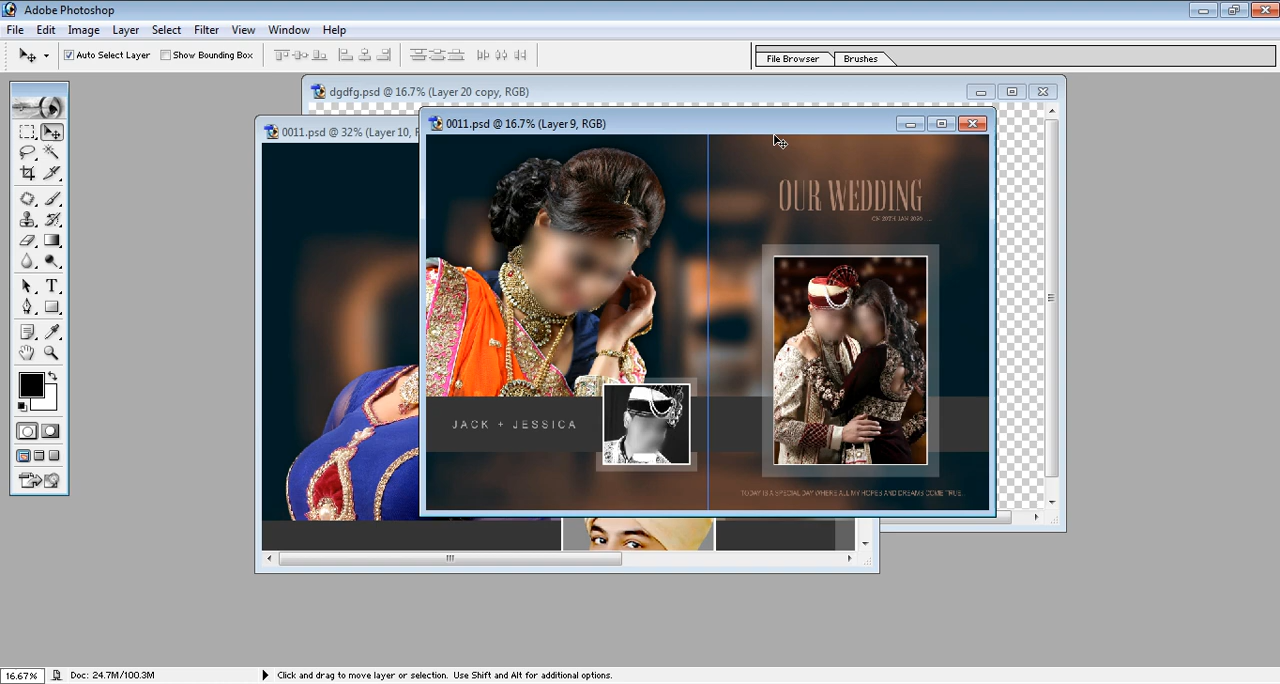 Adobe Photoshop
File Edit Image Layer Select Filter View Window Help
Auto Select Layer Show Bounding Box File Browser Brushes
dgdfg.psd @ 16.7% (Layer 20 copy, RGB)
0011.psd @ 32% (Layer 10, F
0011.psd @ 16.7% (Layer 9, RGB)
OUR WEDDING
ON 20TH JAN
JACK + JESSICA
TODAY IS A SPECIAL DAY WHERE ALL MY HOPES AND DREAMS COME TRUE...
16.67% Doc: 24.7M/100.3M Click and drag to move layer or selection. Use Shift and Alt for additional options.